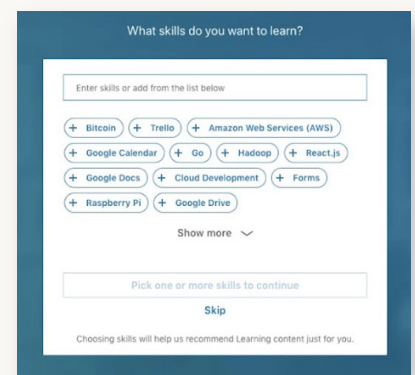 What skills do you want to learn?
Enter skills or add from the list below
+ Bitcoin + Trello + Amazon Web Services (AWS)
+ Google Calendar + Go + Hadoop + React.js
+ Google Docs + Cloud Development + Forms
+ Raspberry Pi + Google Drive
Show more
Pick one or more skills to continue
Skip
Choosing skills will help us recommend Learning content just for you.